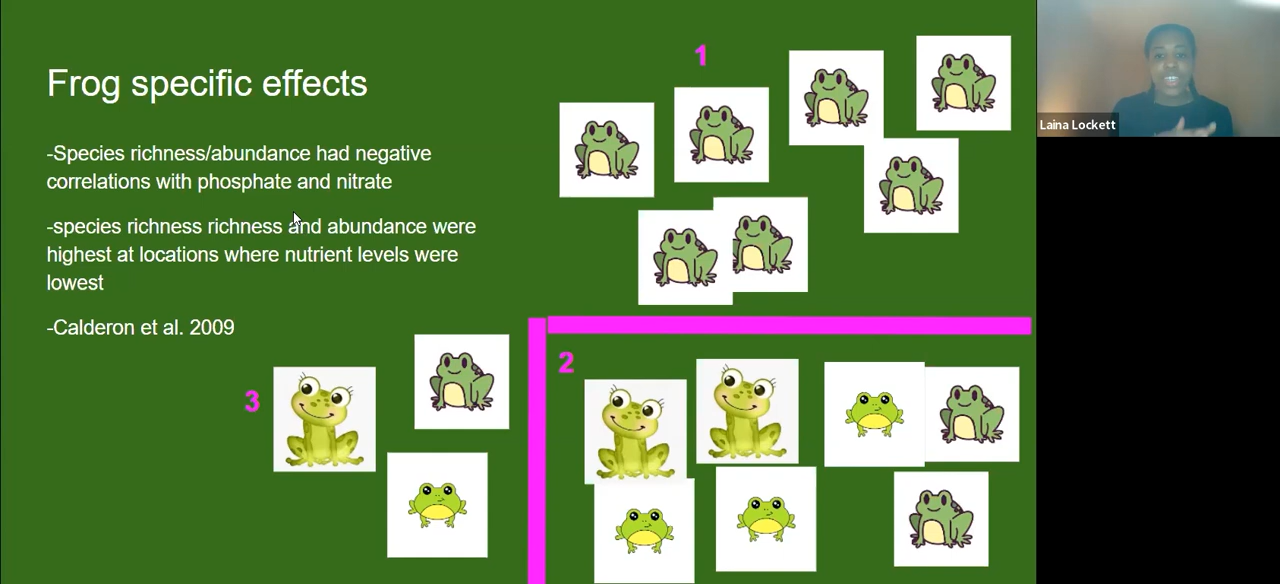 Frog specific effects
-Species richness/abundance had negative
correlations with phosphate and nitrate
-species richness richness and abundance were
highest at locations where nutrient levels were
lowest
-Calderon et al. 2009
1
2
3
Laina Lockett